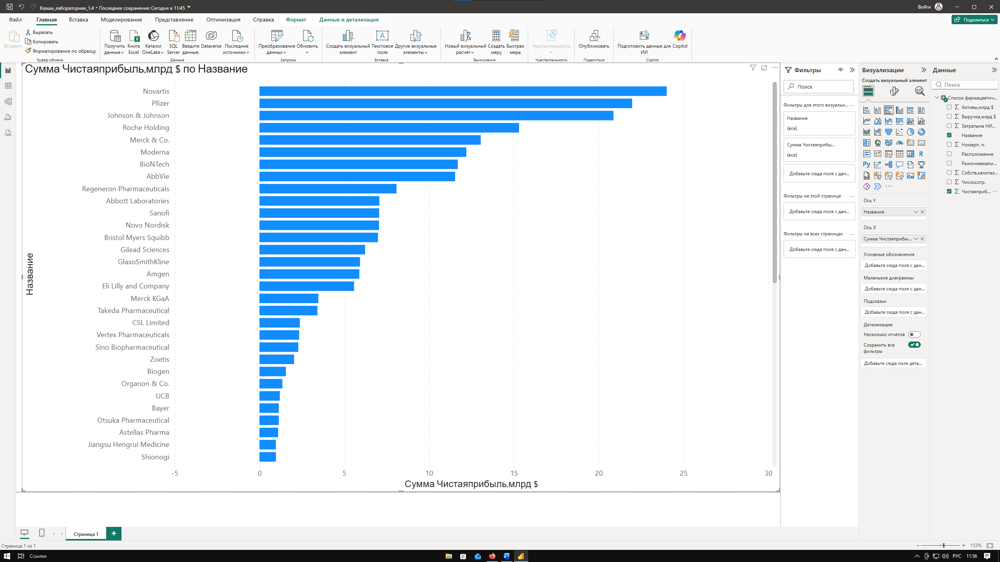 Кваша_лабораторная_1.4 • Последнее сохранение: Сегодня в 11:45
Войти
Файл
Главная
Вставка
Моделирование
Представление
Оптимизация
Справка
Формат
Данные и детализация
Поделиться
Вставить
Вырезать
Копировать
Форматирование по образцу
Буфер обмена
Получить данные
Книга Excel
Каталог OneLake
SQL Server
Введите данные.
Dataverse
Последние источники
Данные
Преобразование данных
Обновить
Запросы
Создать визуальный элемент
Текстовое поле
Другие визуальные элементы
Вставка
Новый визуальный расчет
Создать меру
Быстрая мера
Вычисления
Чувствительность
Чувствительность
Опубликовать
Поделиться
Подготовить данные для ИИ
Copilot
Copilot
DAX
TMDL
Сумма Чистаяприбыль,млрд $ по Название
Название
Novartis
Pfizer
Johnson & Johnson
Roche Holding
Merck & Co.
Moderna
BioNTech
AbbVie
Regeneron Pharmaceuticals
Abbott Laboratories
Sanofi
Novo Nordisk
Bristol Myers Squibb
Gilead Sciences
GlaxoSmithKline
Amgen
Eli Lilly and Company
Merck KGaA
Takeda Pharmaceutical
CSL Limited
Vertex Pharmaceuticals
Sino Biopharmaceutical
Zoetis
Biogen
Organon & Co.
UCB
Bayer
Otsuka Pharmaceutical
Astellas Pharma
Jiangsu Hengrui Medicine
Shionogi
-5 0 5 10 15 20 25 30
Сумма Чистаяприбыль,млрд $
Фильтры
Поиск
Фильтры для этого визуальн...
Название
(все)
Сумма Чистаяприбы...
(все)
Добавьте сюда поля с дан...
Фильтры на этой странице
Добавьте сюда поля с дан...
Фильтры на всех страницах
Добавьте сюда поля с дан...
Визуализации
Создать визуальный элемент
R
Py
123
123
Ось Y
Название
Ось X
Сумма Чистаяприбы...
Условные обозначения
Добавьте сюда поля с дан...
Маленькие диаграммы
Добавьте сюда поля с дан...
Подсказки
Добавьте сюда поля с дан...
Детализация
Несколько отчетов
Сохранить все
фильтры
Добавьте сюда поля дета...
Данные
Поиск
Список фармацевтич...
Активы,млрд $
Выручка,млрд $
Затратына НИ...
Название
Номерп. п.
Расположение
Рыночнаякапи...
Собств.капитал...
Числосотр.
Чистаяприб...
Страница 1
Страница 1 из 1
153%
Ссылки
РУС
11:56